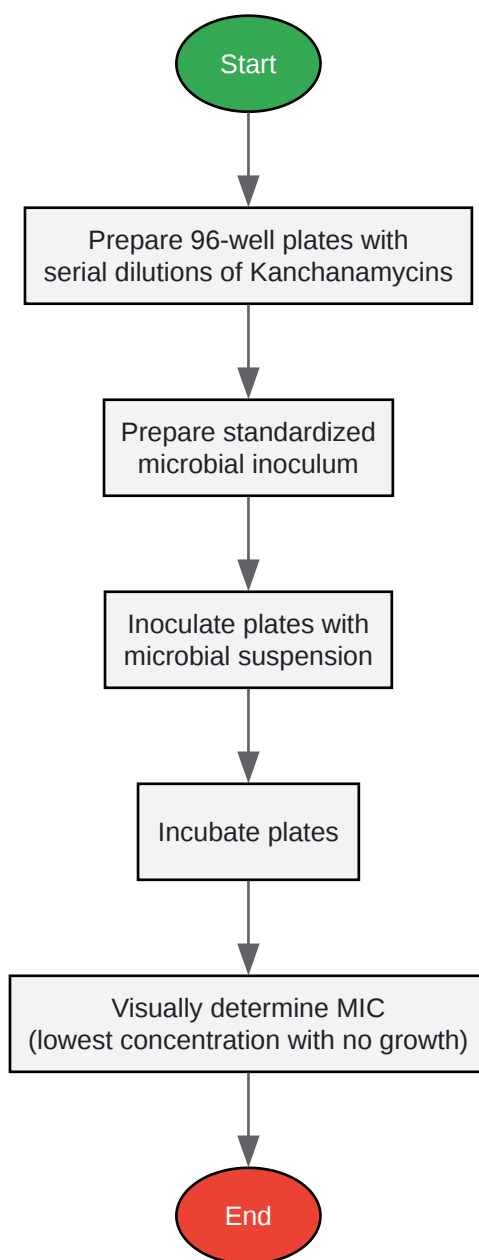 Start
Prepare 96-well plates with
serial dilutions of Kanchanamycins
Prepare standardized
microbial inoculum
Inoculate plates with
microbial suspension
Incubate plates
Visually determine MIC
(lowest concentration with no growth)
End